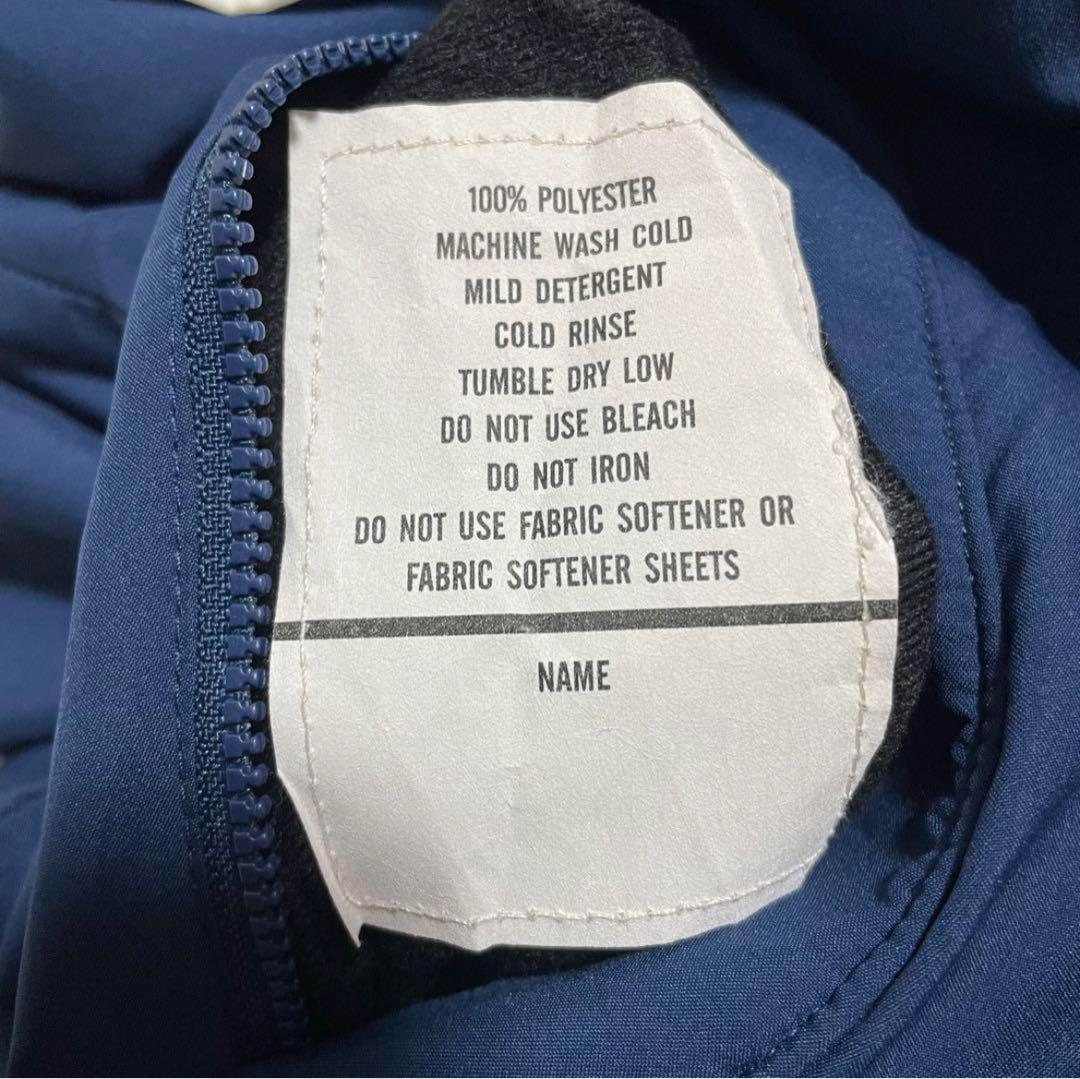 100% POLYESTER
MACHINE WASH COLD
MILD DETERGENT
COLD RINSE
TUMBLE DRY LOW
DO NOT USE BLEACH
DO NOT IRON
DO NOT USE FABRIC SOFTENER OR
FABRIC SOFTENER SHEETS
NAME